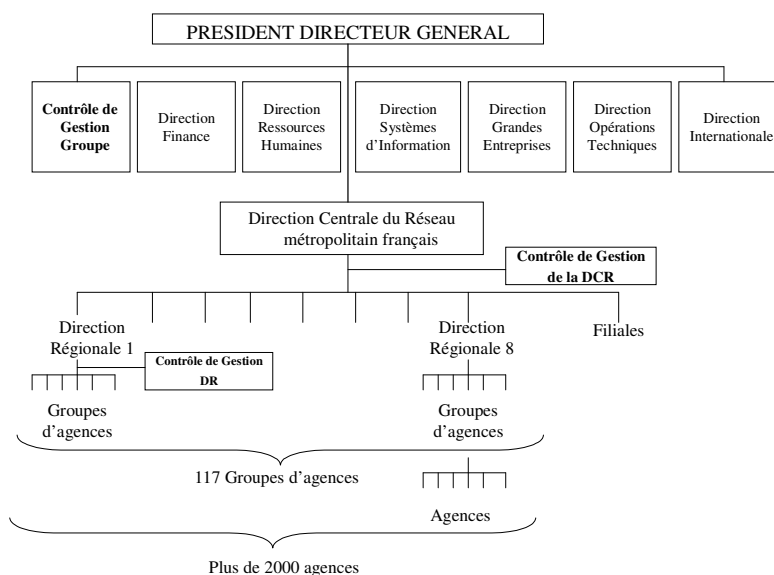 PRESIDENT DIRECTEUR GENERAL
Contrôle de
Gestion
Groupe
Direction
Finance
Direction
Ressources
Humaines
Direction
Systèmes
d’Information
Direction
Grandes
Entreprises
Direction
Opérations
Techniques
Direction
Internationale
Direction Centrale du Réseau
métropolitain français
Contrôle de Gestion
de la DCR
Direction
Régionale 1
Direction
Régionale 8
Filiales
Contrôle de Gestion
DR
Groupes
d’agences
Groupes
d’agences
117 Groupes d’agences
Agences
Plus de 2000 agences